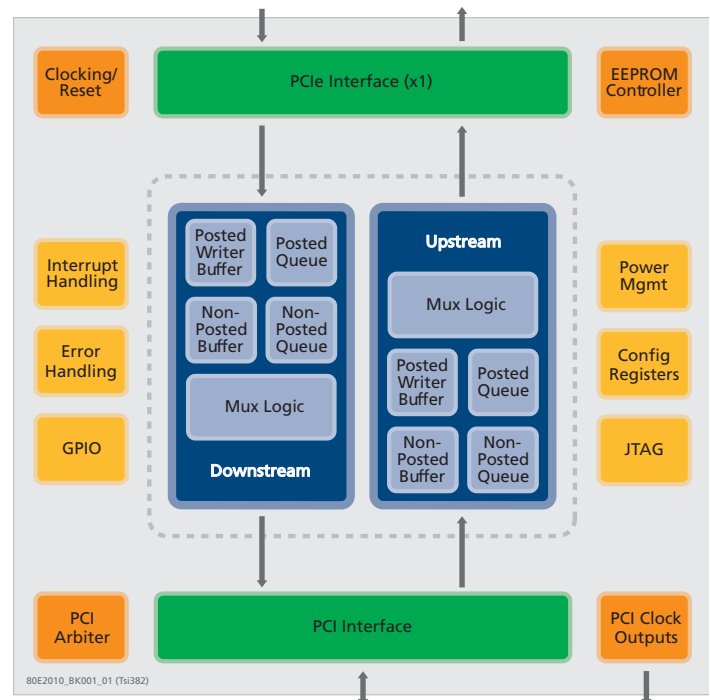 Clocking/
Reset
PCIe Interface (x1)
EEPROM
Controller
Interrupt
Handling
Error
Handling
GPIO
Posted
Writer
Buffer
Posted
Queue
Non-
Posted
Buffer
Non-
Posted
Queue
Mux Logic
Downstream
Upstream
Mux Logic
Posted
Writer
Buffer
Posted
Queue
Non-
Posted
Buffer
Non-
Posted
Queue
Power
Mgmt
Config
Registers
JTAG
PCI
Arbiter
PCI Interface
PCI Clock
Outputs
80E2010_BK001_01 (Tsi382)